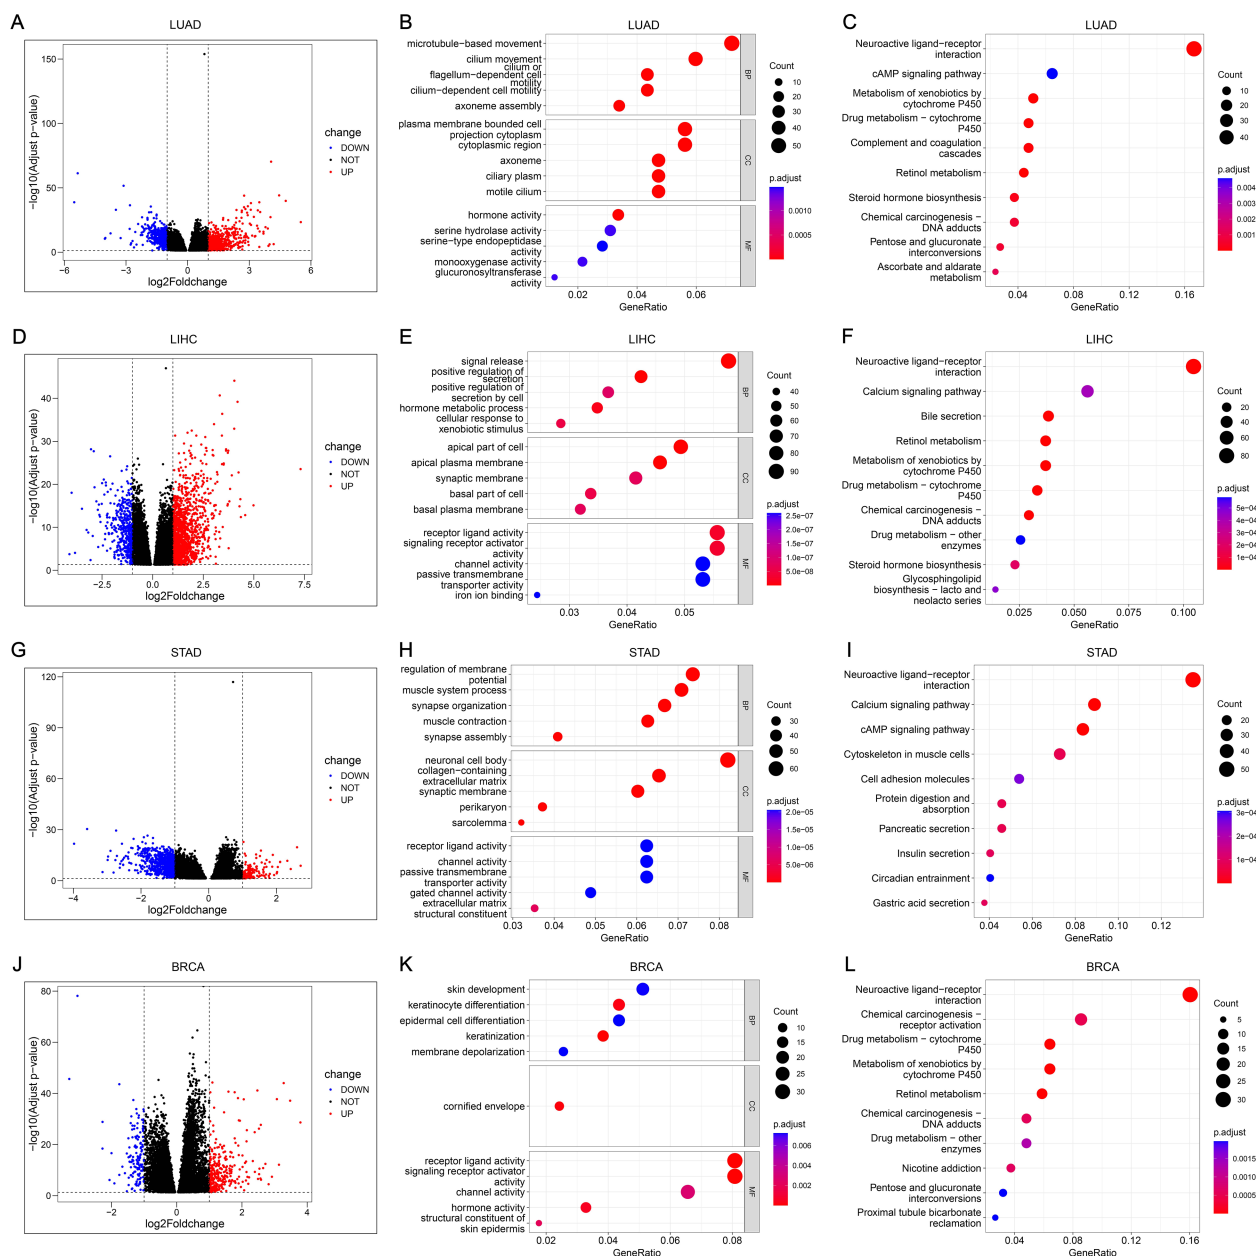 A
LUAD
−log10(Adjust p−value)
150
100
50
0
−6
−3
0
3
6
log2Foldchange
change
DOWN
NOT
UP
B
LUAD
microtubule−based movement
cilium movement
cilium or
flagellum−dependent cell
motility
cilium−dependent cell motility
axoneme assembly
BP
plasma membrane bounded cell
projection cytoplasm
cytoplasmic region
axoneme
ciliary plasm
motile cilium
CC
hormone activity
serine hydrolase activity
serine−type endopeptidase
activity
monooxygenase activity
glucuronosyltransferase
activity
MF
0.02
0.04
0.06
GeneRatio
Count
10
20
30
40
50
p.adjust
0.0010
0.0005
C
LUAD
Neuroactive ligand−receptor
interaction
cAMP signaling pathway
Metabolism of xenobiotics by
cytochrome P450
Drug metabolism − cytochrome
P450
Complement and coagulation
cascades
Retinol metabolism
Steroid hormone biosynthesis
Chemical carcinogenesis −
DNA adducts
Pentose and glucuronate
interconversions
Ascorbate and aldarate
metabolism
0.04
0.08
0.12
0.16
GeneRatio
Count
10
20
30
40
p.adjust
0.004
0.003
0.002
0.001
D
LIHC
−log10(Adjust p−value)
40
30
20
10
0
−2.5
0.0
2.5
5.0
7.5
log2Foldchange
change
DOWN
NOT
UP
E
LIHC
signal release
positive regulation of
secretion
positive regulation of
secretion by cell
hormone metabolic process
cellular response to
xenobiotic stimulus
BP
apical part of cell
apical plasma membrane
synaptic membrane
basal part of cell
basal plasma membrane
CC
receptor ligand activity
signaling receptor activator
activity
channel activity
passive transmembrane
transporter activity
iron ion binding
MF
0.03
0.04
0.05
GeneRatio
Count
40
50
60
70
80
90
p.adjust
2.5e−07
2.0e−07
1.5e−07
1.0e−07
5.0e−08
F
LIHC
Neuroactive ligand−receptor
interaction
Calcium signaling pathway
Bile secretion
Retinol metabolism
Metabolism of xenobiotics by
cytochrome P450
Drug metabolism − cytochrome
P450
Chemical carcinogenesis −
DNA adducts
Drug metabolism − other
enzymes
Steroid hormone biosynthesis
Glycosphingolipid
biosynthesis − lacto and
neolacto series
0.025
0.050
0.075
0.100
GeneRatio
Count
20
40
60
80
p.adjust
5e−04
4e−04
3e−04
2e−04
1e−04
G
STAD
−log10(Adjust p−value)
120
90
60
30
0
−4
−2
0
2
log2Foldchange
change
DOWN
NOT
UP
H
STAD
regulation of membrane
potential
muscle system process
synapse organization
muscle contraction
synapse assembly
BP
neuronal cell body
collagen−containing
extracellular matrix
synaptic membrane
perikaryon
sarcolemma
CC
receptor ligand activity
channel activity
passive transmembrane
transporter activity
gated channel activity
extracellular matrix
structural constituent
MF
0.03
0.04
0.05
0.06
0.07
0.08
GeneRatio
Count
30
40
50
60
p.adjust
2.0e−05
1.5e−05
1.0e−05
5.0e−06
I
STAD
Neuroactive ligand−receptor
interaction
Calcium signaling pathway
cAMP signaling pathway
Cytoskeleton in muscle cells
Cell adhesion molecules
Protein digestion and
absorption
Pancreatic secretion
Insulin secretion
Circadian entrainment
Gastric acid secretion
0.04
0.06
0.08
0.10
0.12
GeneRatio
Count
20
30
40
50
p.adjust
3e−04
2e−04
1e−04
J
BRCA
−log10(Adjust p−value)
80
60
40
20
0
−4
−2
0
2
4
log2Foldchange
change
DOWN
NOT
UP
K
BRCA
skin development
keratinocyte differentiation
epidermal cell differentiation
keratinization
membrane depolarization
BP
cornified envelope
CC
receptor ligand activity
signaling receptor activator
activity
channel activity
hormone activity
structural constituent of
skin epidermis
MF
0.02
0.04
0.06
0.08
GeneRatio
Count
10
15
20
25
30
p.adjust
0.006
0.004
0.002
L
BRCA
Neuroactive ligand−receptor
interaction
Chemical carcinogenesis −
receptor activation
Drug metabolism − cytochrome
P450
Metabolism of xenobiotics by
cytochrome P450
Retinol metabolism
Chemical carcinogenesis −
DNA adducts
Drug metabolism − other
enzymes
Nicotine addiction
Pentose and glucuronate
interconversions
Proximal tubule bicarbonate
reclamation
0.04
0.08
0.12
0.16
GeneRatio
Count
5
10
15
20
25
30
p.adjust
0.0015
0.0010
0.0005